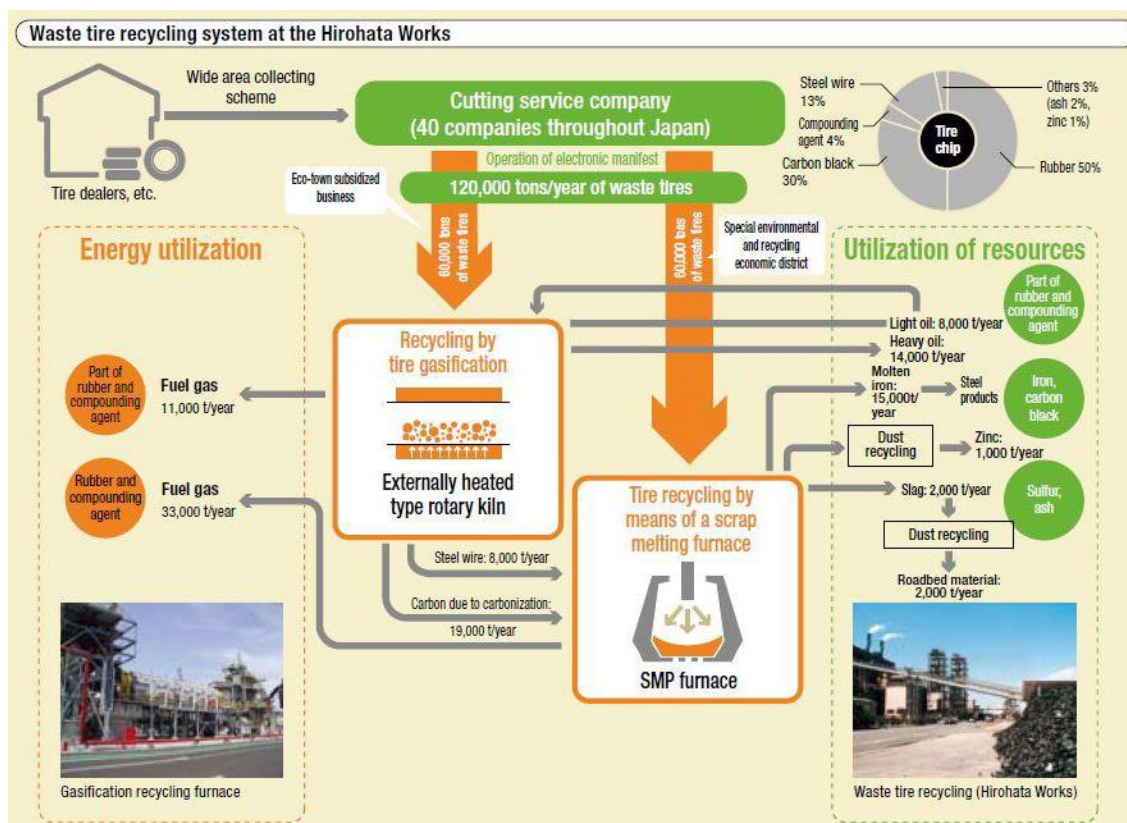 Waste tire recycling system at the Hirohata Works
Wide area collecting
scheme
Tire dealers, etc.
Cutting service company
(40 companies throughout Japan)
Operation of electronic manifest
120,000 tons/year of waste tires
Eco-town subsidized
business
60,000 tons
of waste tires
60,000 tons
of waste tires
Special environmental
and recycling
economic district
Steel wire
13%
Compounding
agent 4%
Carbon black
30%
Tire
chip
Others 3%
(ash 2%,
zinc 1%)
Rubber 50%
Energy utilization
Part of
rubber and
compounding
agent
Fuel gas
11,000 t/year
Rubber and
compounding
agent
Fuel gas
33,000 t/year
Gasification recycling furnace
Recycling by
tire gasification
Externally heated
type rotary kiln
Steel wire: 8,000 t/year
Carbon due to carbonization:
19,000 t/year
Tire recycling by
means of a scrap
melting furnace
SMP furnace
Utilization of resources
Part of
rubber and
compounding
agent
Light oil: 8,000 t/year
Heavy oil:
14,000 t/year
Molten
iron:
15,000t/
year
Steel
products
Iron,
carbon
black
Dust
recycling
Zinc:
1,000 t/year
Slag: 2,000 t/year
Sulfur,
ash
Dust recycling
Roadbed material:
2,000 t/year
Waste tire recycling (Hirohata Works)